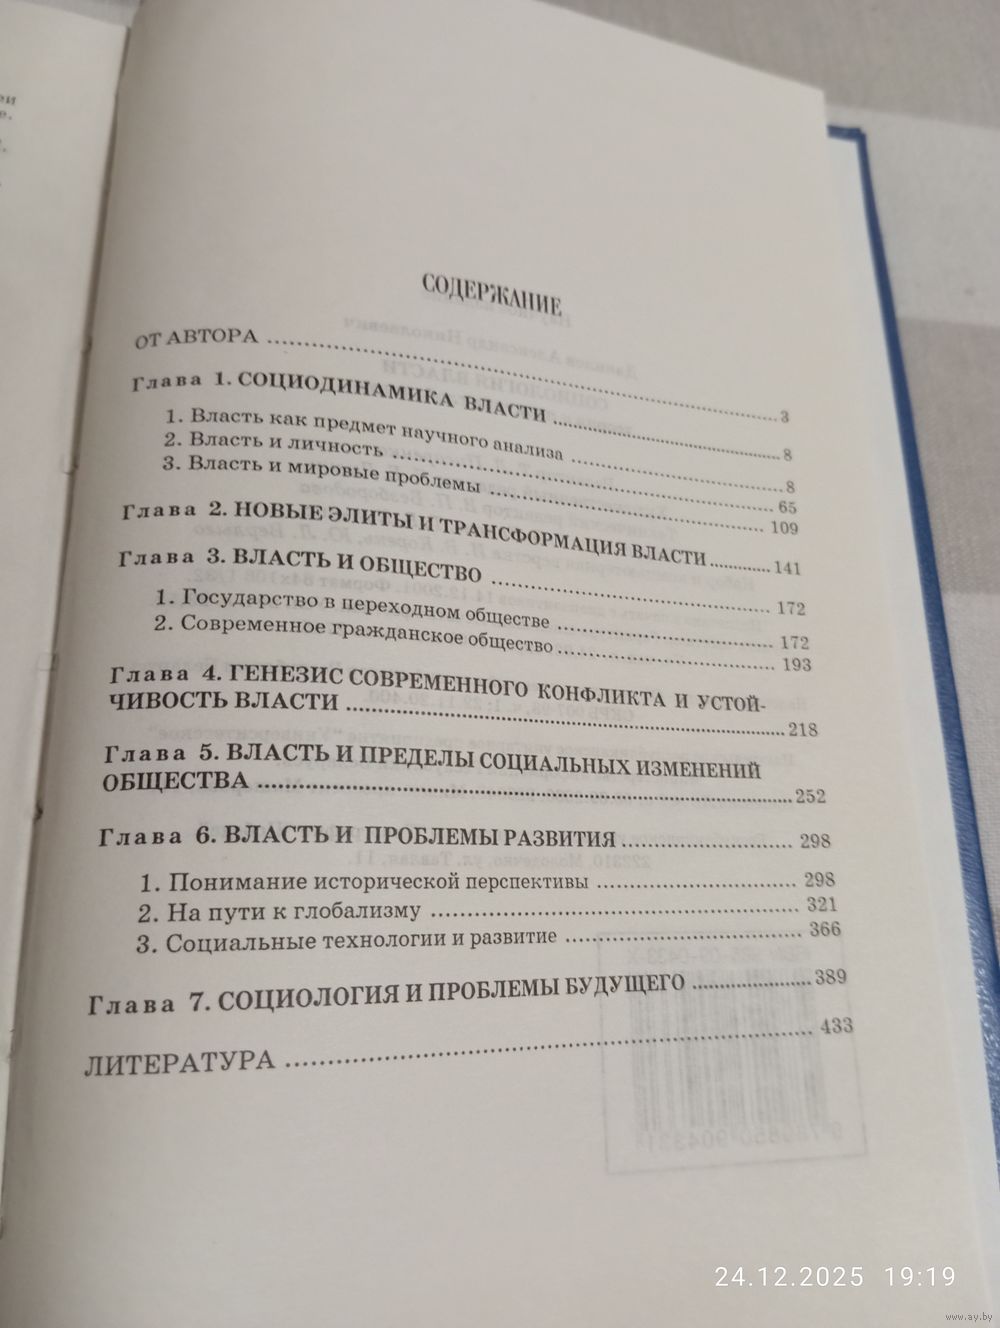 СОДЕРЖАНИЕ
ОТ АВТОРА ........ 3
Глава 1. СОЦИОДИНАМИКА ВЛАСТИ ........ 8
1. Власть как предмет научного анализа ........ 8
2. Власть и личность ........ 65
3. Власть и мировые проблемы ........ 109
Глава 2. НОВЫЕ ЭЛИТЫ И ТРАНСФОРМАЦИЯ ВЛАСТИ ........ 141
Глава 3. ВЛАСТЬ И ОБЩЕСТВО ........ 172
1. Государство в переходном обществе ........ 172
2. Современное гражданское общество ........ 193
Глава 4. ГЕНЕЗИС СОВРЕМЕННОГО КОНФЛИКТА И УСТОЙ-
ЧИВОСТЬ ВЛАСТИ ........ 218
Глава 5. ВЛАСТЬ И ПРЕДЕЛЫ СОЦИАЛЬНЫХ ИЗМЕНЕНИЙ
ОБЩЕСТВА ........ 252
Глава 6. ВЛАСТЬ И ПРОБЛЕМЫ РАЗВИТИЯ ........ 298
1. Понимание исторической перспективы ........ 298
2. На пути к глобализму ........ 321
3. Социальные технологии и развитие ........ 366
Глава 7. СОЦИОЛОГИЯ И ПРОБЛЕМЫ БУДУЩЕГО ........ 389
ЛИТЕРАТУРА ........ 433
24.12.2025 19:19
www.ay.by